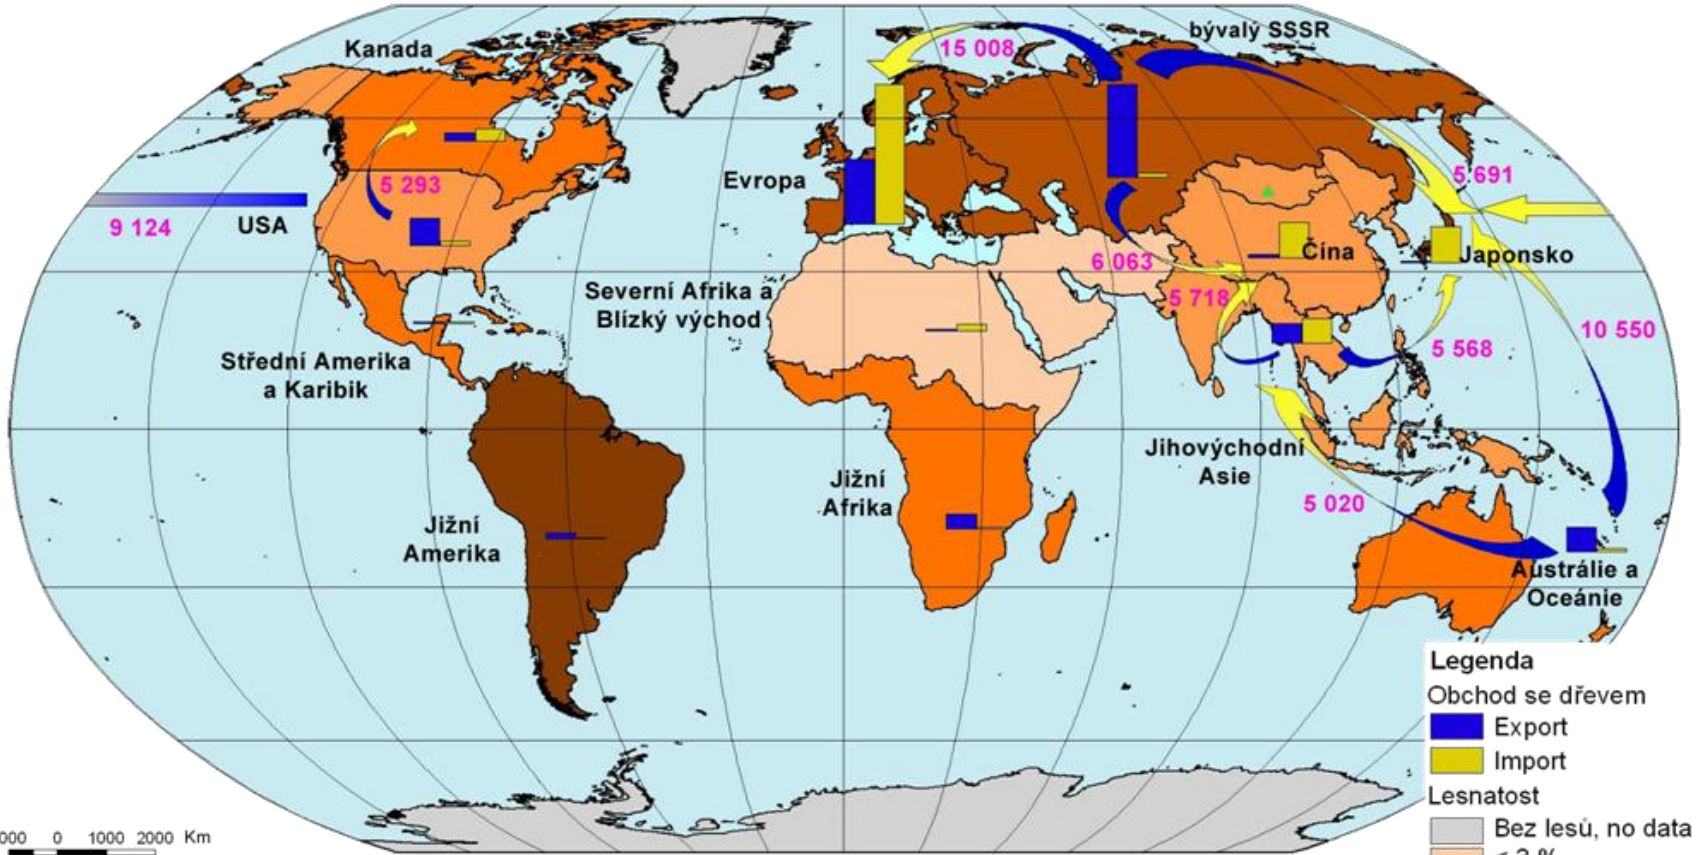 Kanada
15 008
bývalý SSSR
5 293
Evropa
5 691
9 124
USA
6 063
Čína
Japonsko
Severní Afrika a
Blízký východ
5 718
10 550
5 568
Střední Amerika
a Karibik
Jihovýchodní
Asie
Jižní
Afrika
5 020
Jižní
Amerika
Austrálie a
Oceánie
Legenda
Obchod se dřevem
Export
Import
Lesnatost
Bez lesů, no data
000 0 1000 2000 Km